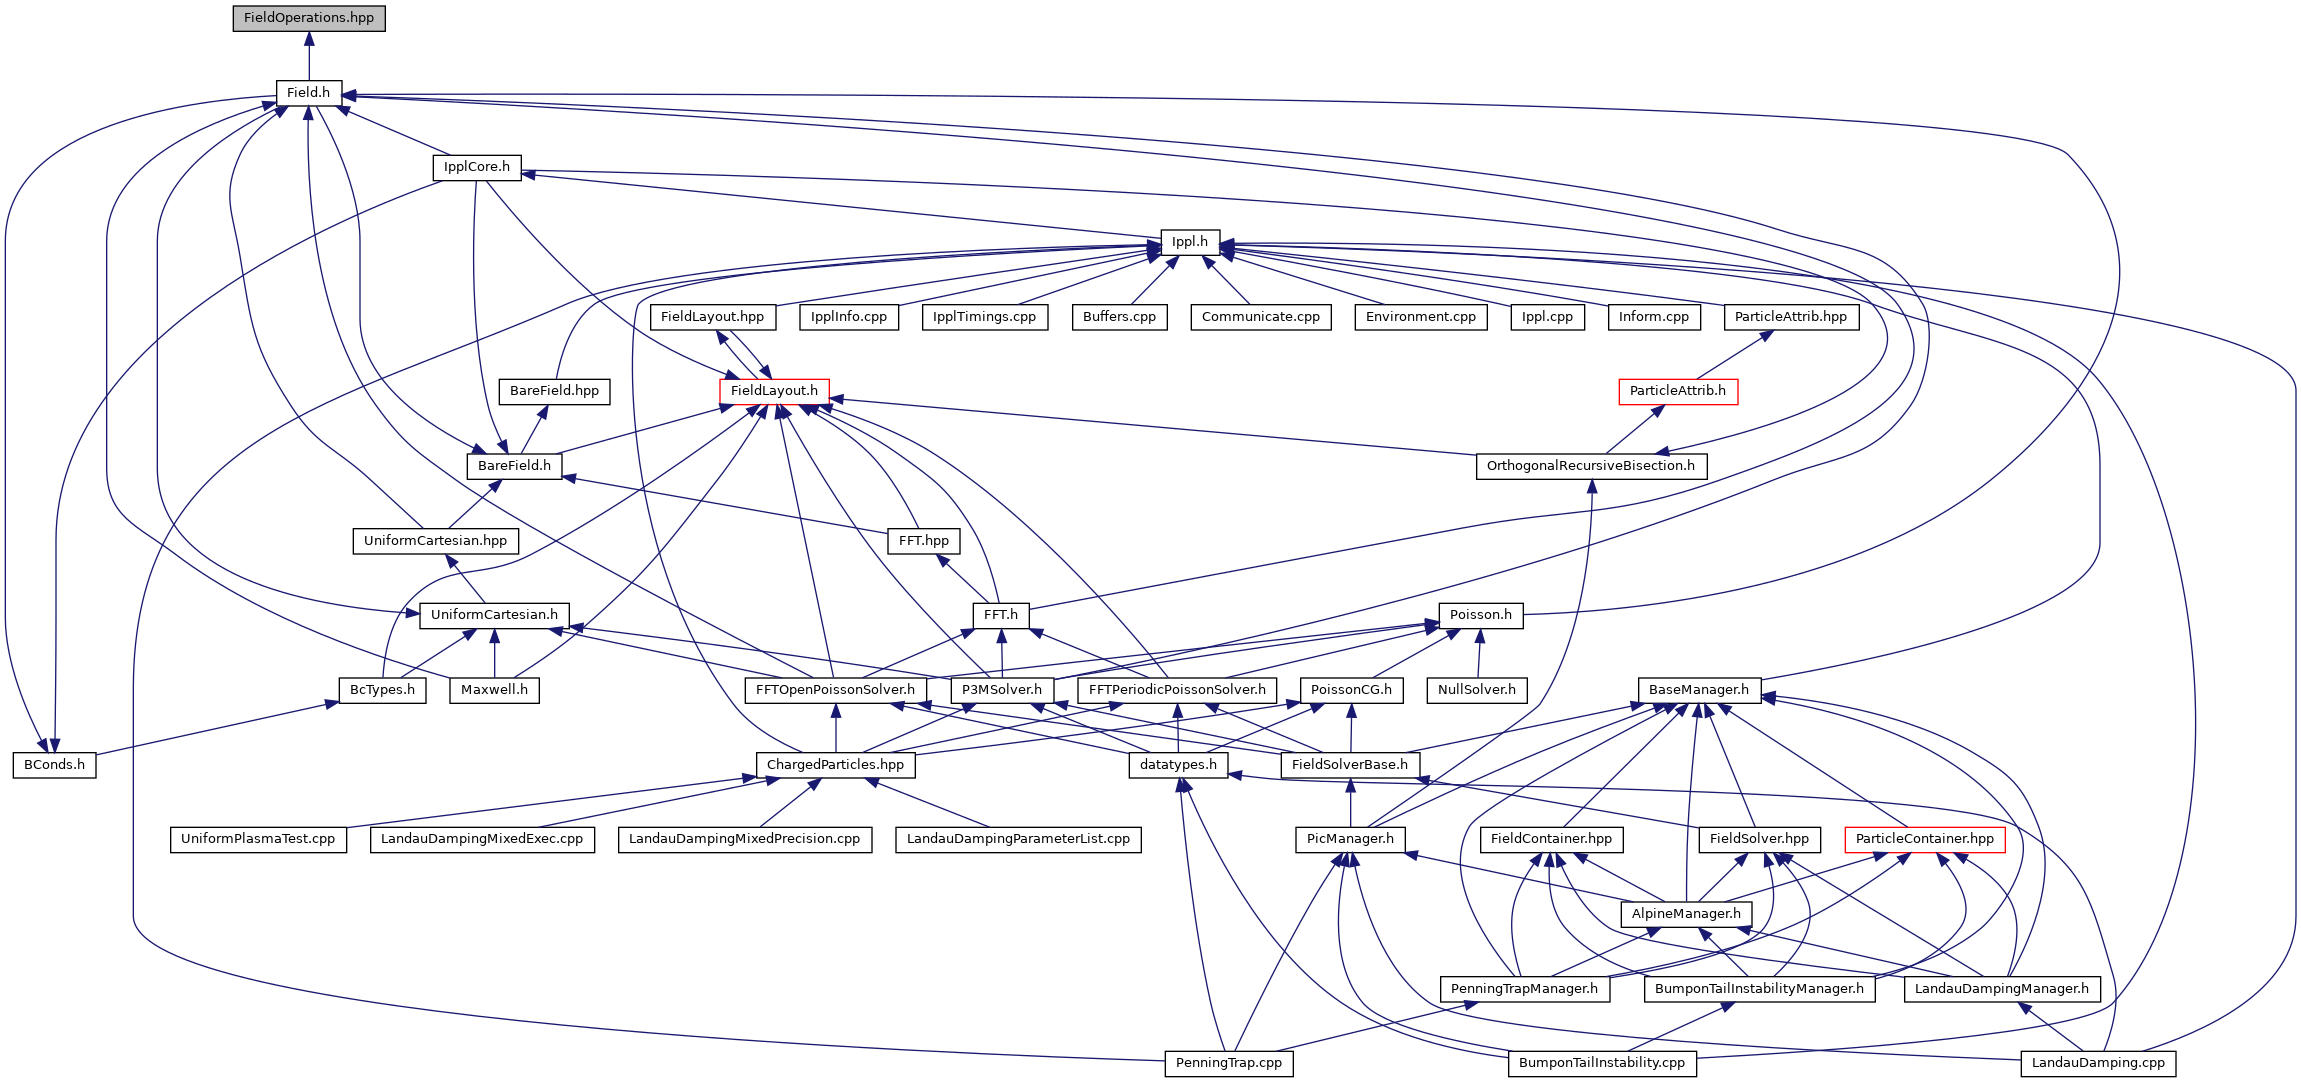 FieldOperations.hpp
Field.h
IpplCore.h
Ippl.h
FieldLayout.hpp
IpplInfo.cpp
IpplTimings.cpp
Buffers.cpp
Communicate.cpp
Environment.cpp
Ippl.cpp
Inform.cpp
ParticleAttrib.hpp
BareField.hpp
FieldLayout.h
ParticleAttrib.h
BareField.h
OrthogonalRecursiveBisection.h
UniformCartesian.hpp
FFT.hpp
UniformCartesian.h
FFT.h
Poisson.h
BcTypes.h
Maxwell.h
FFTOpenPoissonSolver.h
P3MSolver.h
FFTPeriodicPoissonSolver.h
PoissonCG.h
NullSolver.h
BaseManager.h
BConds.h
ChargedParticles.hpp
datatypes.h
FieldSolverBase.h
UniformPlasmaTest.cpp
LandauDampingMixedExec.cpp
LandauDampingMixedPrecision.cpp
LandauDampingParameterList.cpp
PicManager.h
FieldContainer.hpp
FieldSolver.hpp
ParticleContainer.hpp
AlpineManager.h
PenningTrapManager.h
BumponTailInstabilityManager.h
LandauDampingManager.h
PenningTrap.cpp
BumponTailInstability.cpp
LandauDamping.cpp